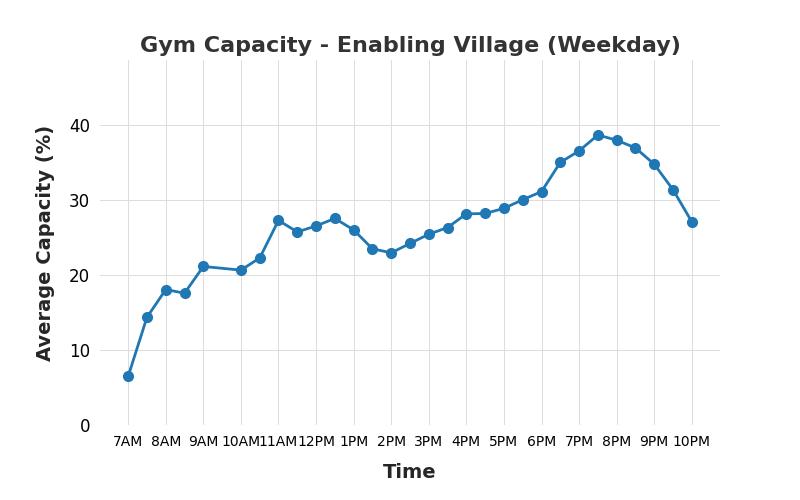 Gym Capacity - Enabling Village (Weekday)
Average Capacity (%)
40
30
20
10
0
7AM 8AM 9AM 10AM 11AM 12PM 1PM 2PM 3PM 4PM 5PM 6PM 7PM 8PM 9PM 10PM
Time